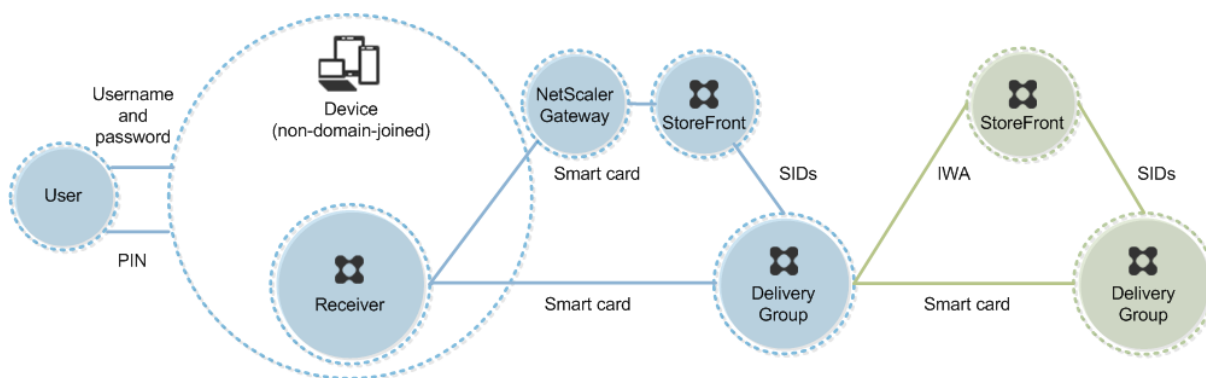 Username
and
password
User
PIN
Device
(non-domain-joined)
Receiver
NetScaler
Gateway
StoreFront
Smart card
SIDs
Smart card
Delivery
Group
StoreFront
IWA
SIDs
Smart card
Delivery
Group